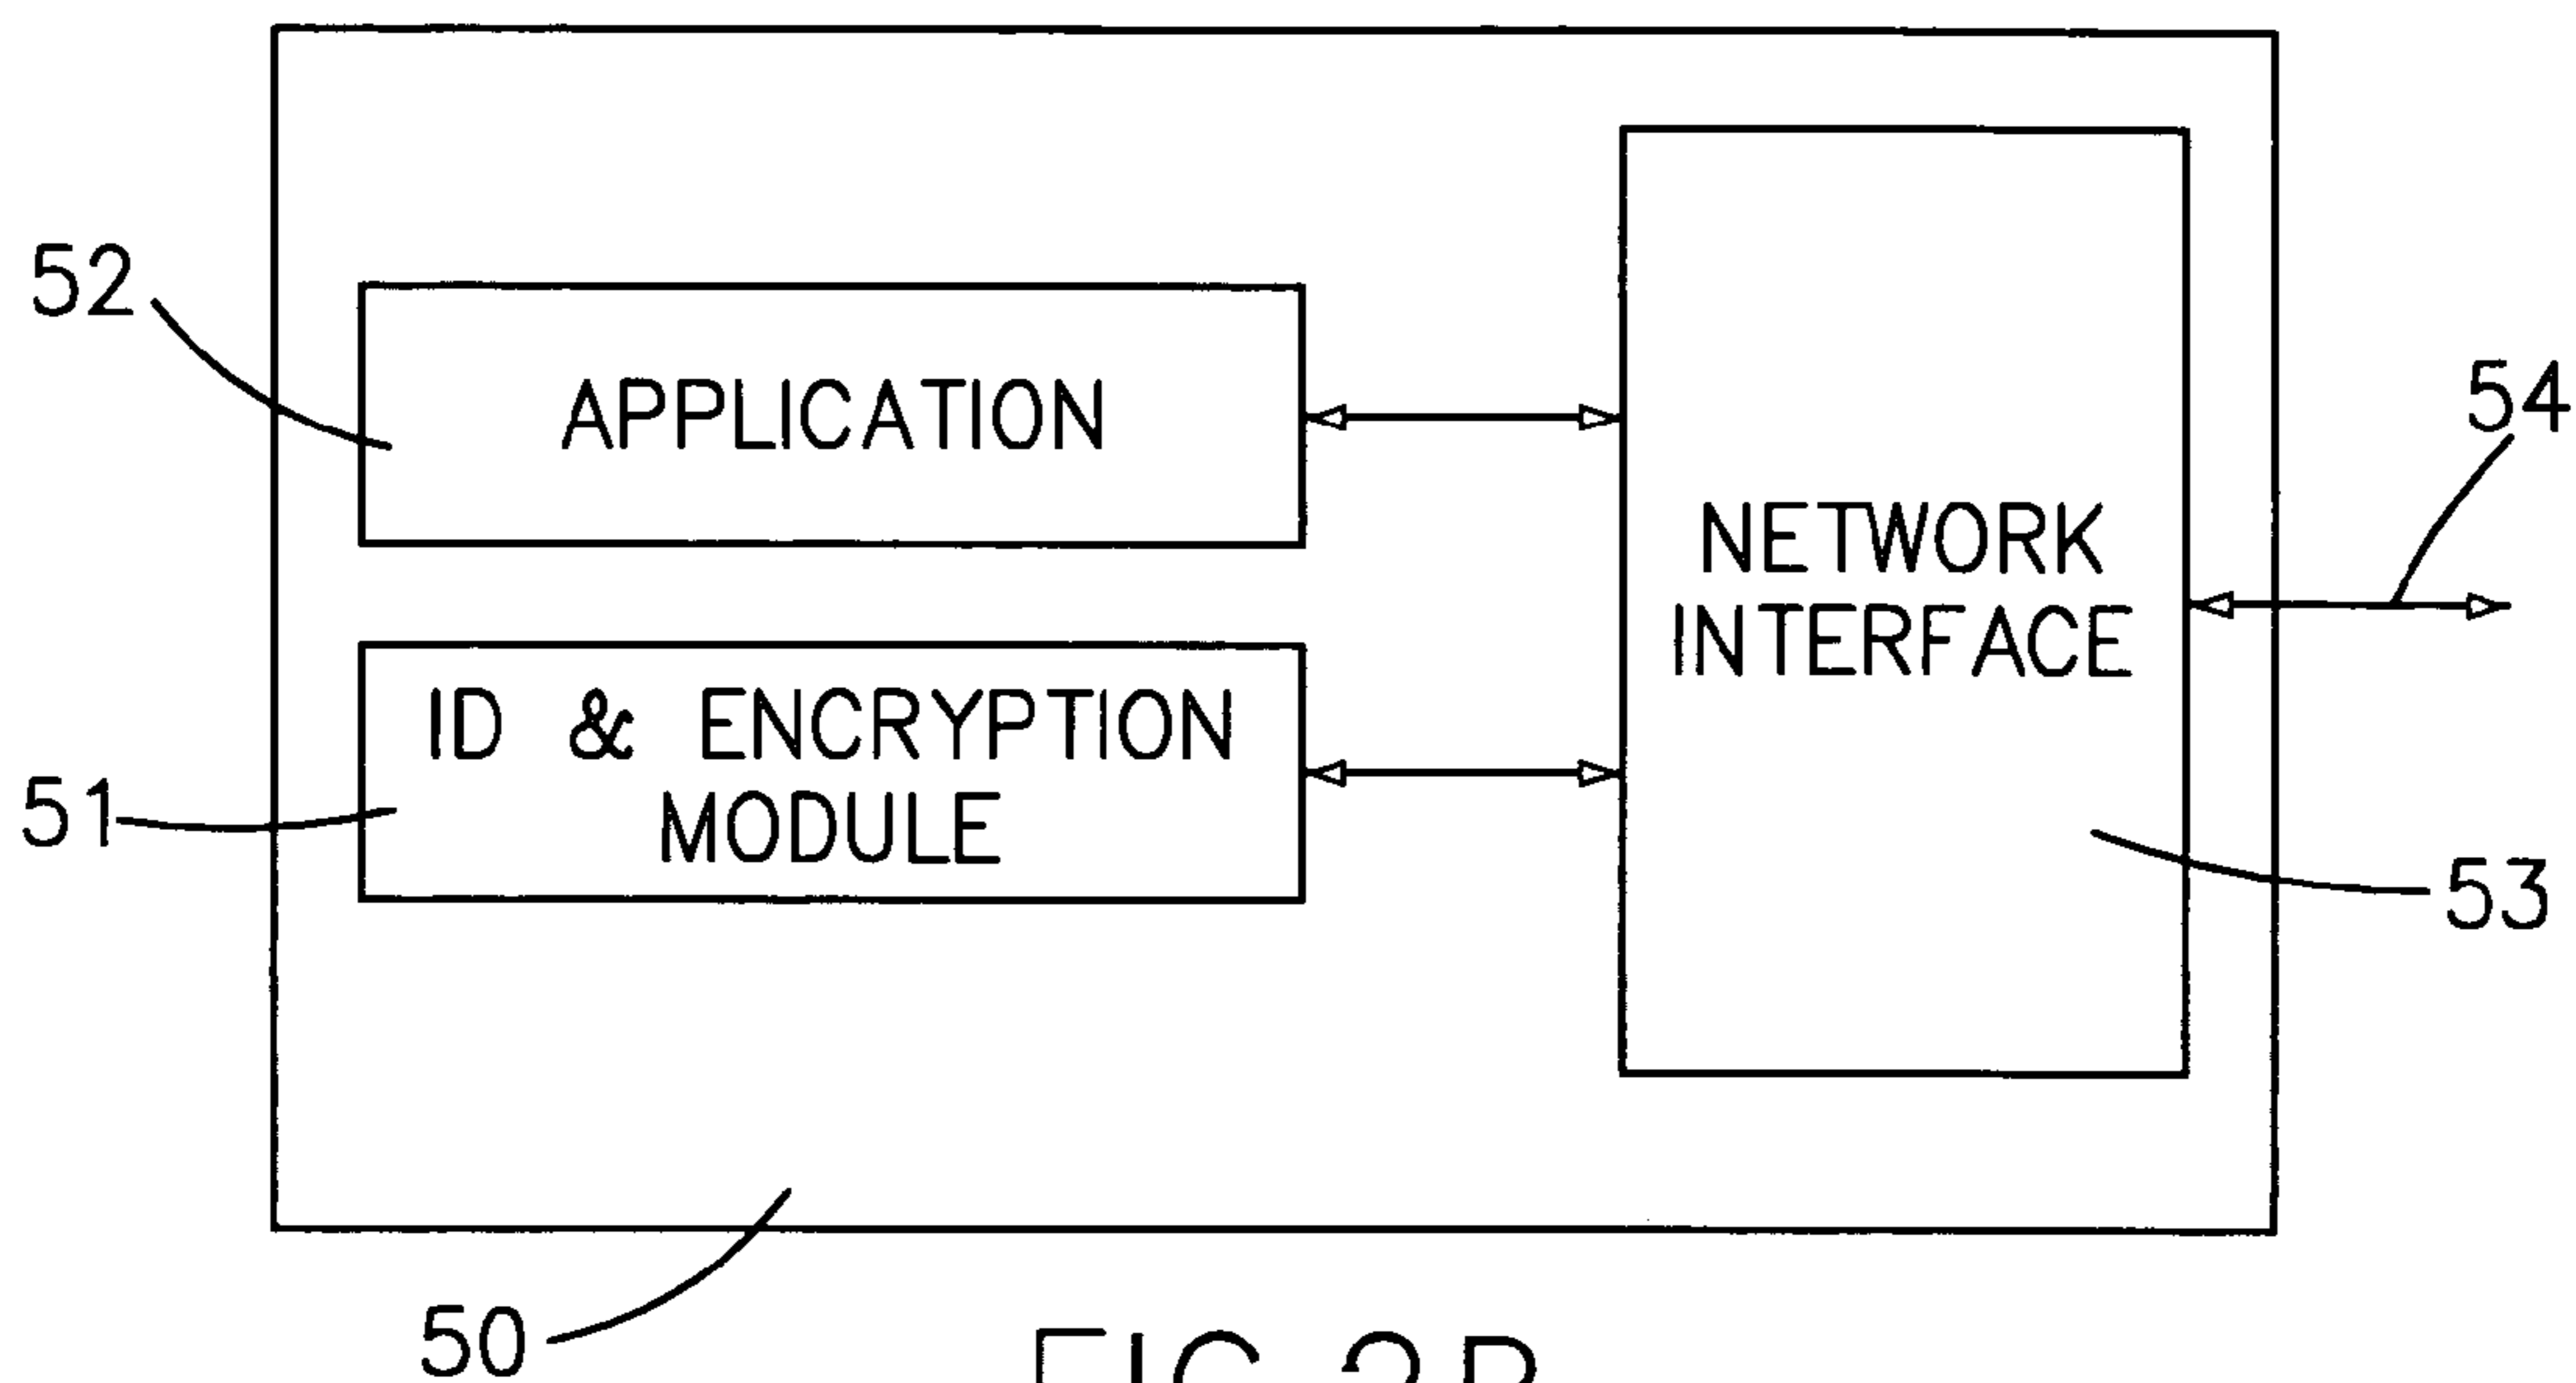 52
APPLICATION
54
NETWORK
INTERFACE
ID & ENCRYPTION
MODULE
51
53
50